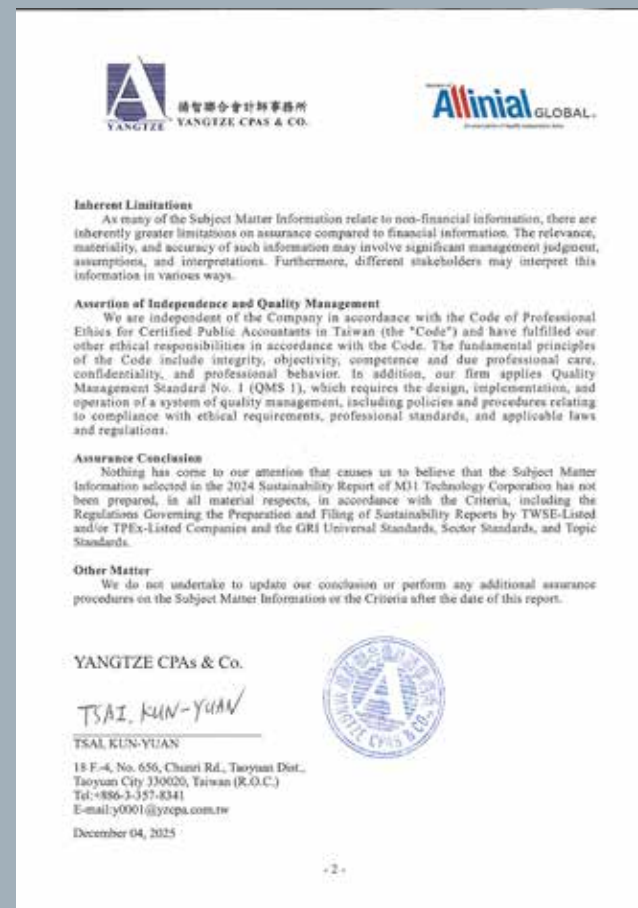 揚智聯合會計師事務所
YANGTZE YANGTZE CPAS & CO.
Allinial GLOBAL.
Inherent Limitations
As many of the Subject Matter Information relate to non-financial information, there are
inherently greater limitations on assurance compared to financial information. The relevance,
materiality, and accuracy of such information may involve significant management judgment,
assumptions, and interpretations. Furthermore, different stakeholders may interpret this
information in various ways.
Assertion of Independence and Quality Management
We are independent of the Company in accordance with the Code of Professional
Ethics for Certified Public Accountants in Taiwan (the "Code") and have fulfilled our
other ethical responsibilities in accordance with the Code. The fundamental principles
of the Code include integrity, objectivity, competence and due professional care,
confidentiality, and professional behavior. In addition, our firm applies Quality
Management Standard No. 1 (QMS 1), which requires the design, implementation, and
operation of a system of quality management, including policies and procedures relating
to compliance with ethical requirements, professional standards, and applicable laws
and regulations.
Assurance Conclusion
Nothing has come to our attention that causes us to believe that the Subject Matter
Information selected in the 2024 Sustainability Report of M31 Technology Corporation has not
been prepared, in all material respects, in accordance with the Criteria, including the
Regulations Governing the Preparation and Filing of Sustainability Reports by TWSE-Listed
and/or TPEx-Listed Companies and the GRI Universal Standards, Sector Standards, and Topic
Standards.
Other Matter
We do not undertake to update our conclusion or perform any additional assurance
procedures on the Subject Matter Information or the Criteria after the date of this report.
YANGTZE CPAs & Co.
TSAI, KUN-YUAN
TSAI, KUN-YUAN
18 F.-4, No. 656, Chunri Rd., Taoyuan Dist.,
Taoyuan City 330020, Taiwan (R.O.C.)
Tel:+886-3-357-8341
E-mail:y0001@yzcpa.com.tw
December 04, 2025
YANGTZE CPAS & CO.
- 2 -